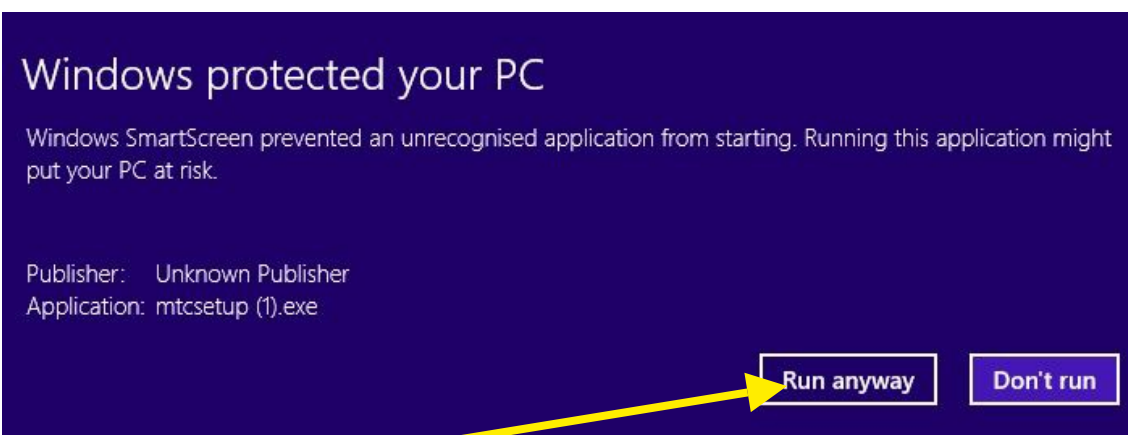 Windows protected your PC
Windows SmartScreen prevented an unrecognised application from starting. Running this application might
put your PC at risk.
Publisher: Unknown Publisher
Application: mtcsetup (1).exe
Run anyway Don't run